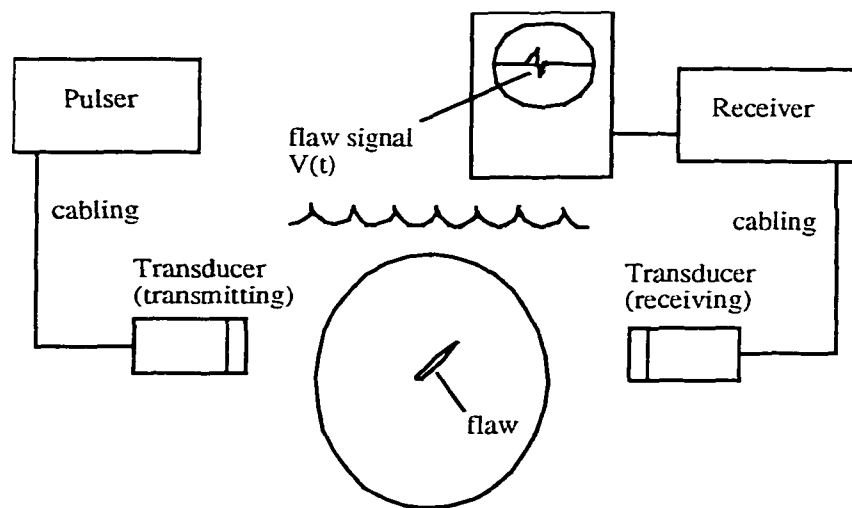 Pulser
Receiver
flaw signal
V(t)
cabling
cabling
Transducer
(transmitting)
Transducer
(receiving)
flaw